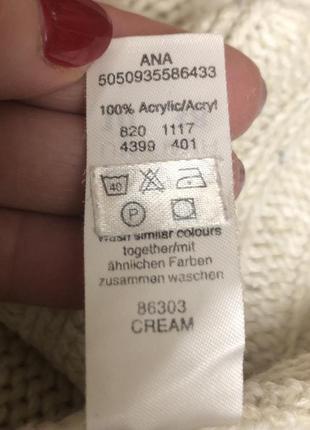 ANA
5050935586433
100% Acrylic/Acryl
820 1117
4399 401
40
P
Wash similar colours
together/mit
ähnlichen Farben
zusammen waschen
86303
CREAM